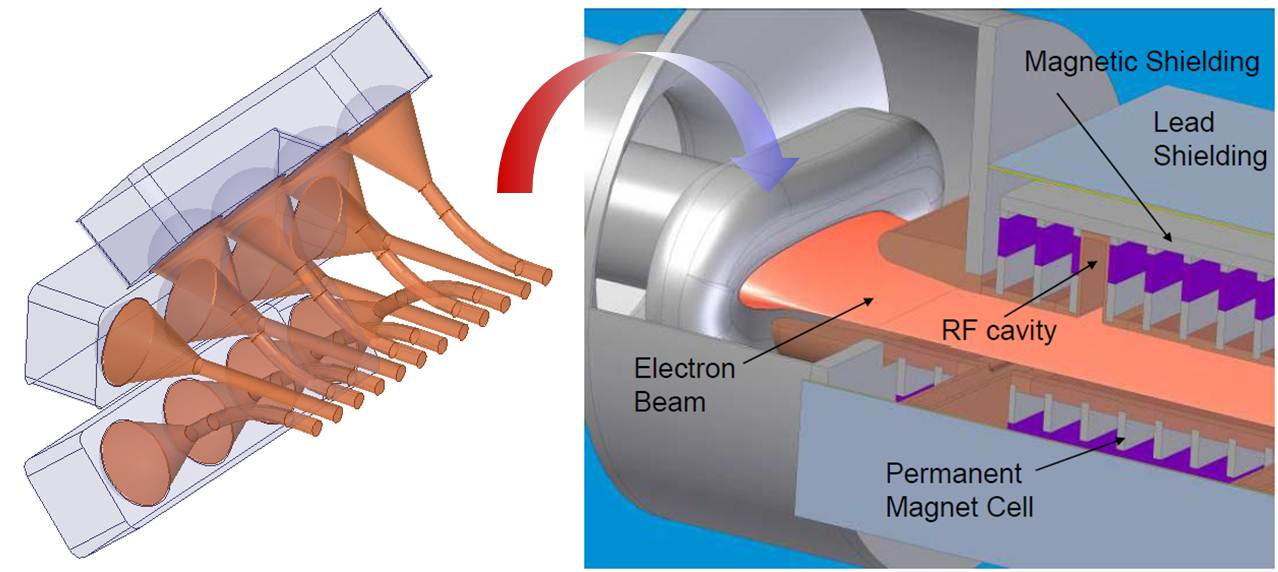 Magnetic Shielding
Lead
Shielding
RF cavity
Electron
Beam
Permanent
Magnet Cell